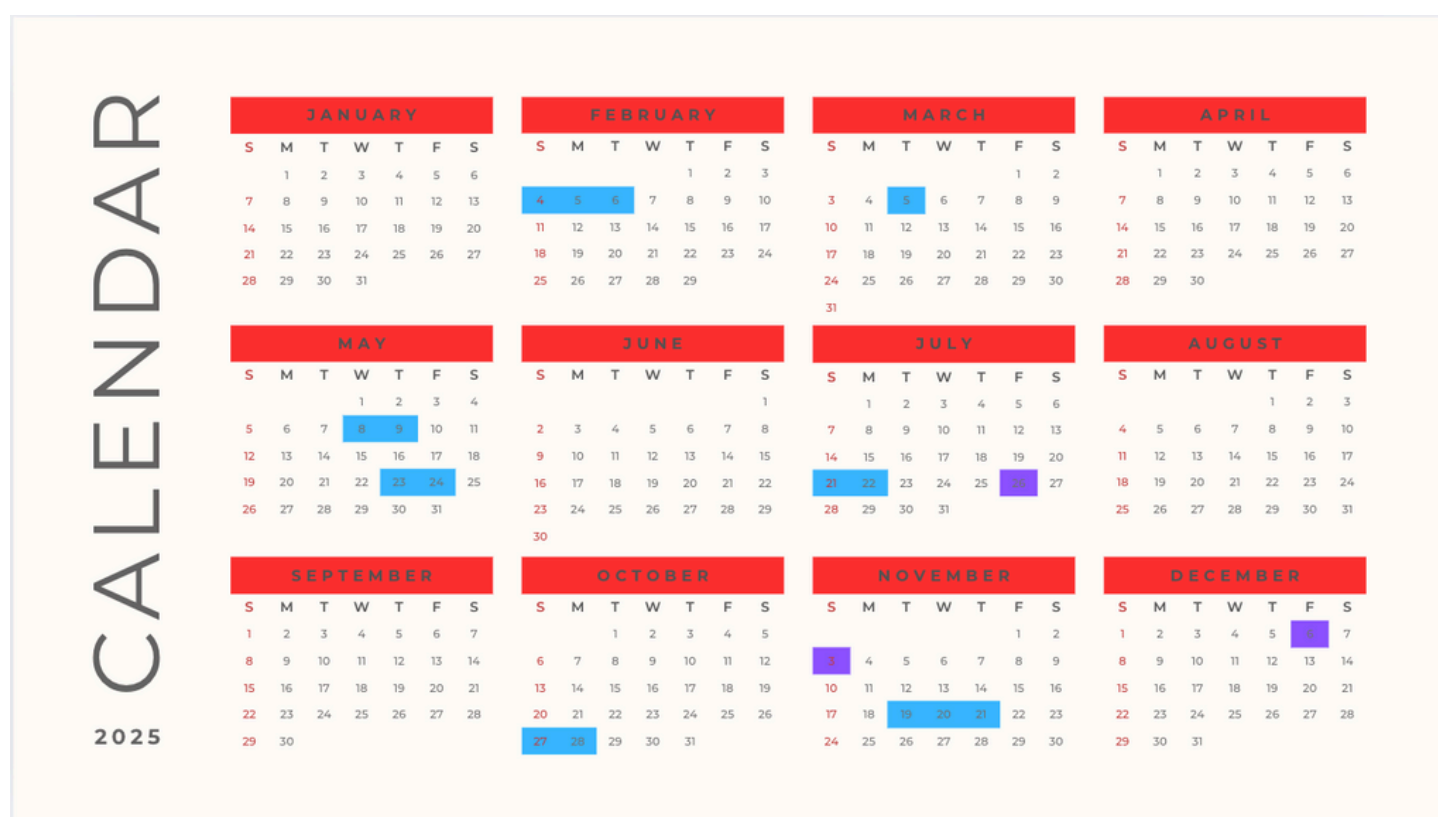 CALENDAR
2025
JANUARY
S M T W T F S
1 2 3 4 5 6
7 8 9 10 11 12 13
14 15 16 17 18 19 20
21 22 23 24 25 26 27
28 29 30 31
FEBRUARY
S M T W T F S
1 2 3
4 5 6 7 8 9 10
11 12 13 14 15 16 17
18 19 20 21 22 23 24
25 26 27 28 29
MARCH
S M T W T F S
1 2
3 4 5 6 7 8 9
10 11 12 13 14 15 16
17 18 19 20 21 22 23
24 25 26 27 28 29 30
31
APRIL
S M T W T F S
1 2 3 4 5 6
7 8 9 10 11 12 13
14 15 16 17 18 19 20
21 22 23 24 25 26 27
28 29 30
MAY
S M T W T F S
1 2 3 4
5 6 7 8 9 10 11
12 13 14 15 16 17 18
19 20 21 22 23 24 25
26 27 28 29 30 31
JUNE
S M T W T F S
1
2 3 4 5 6 7 8
9 10 11 12 13 14 15
16 17 18 19 20 21 22
23 24 25 26 27 28 29
30
JULY
S M T W T F S
1 2 3 4 5 6
7 8 9 10 11 12 13
14 15 16 17 18 19 20
21 22 23 24 25 26 27
28 29 30 31
AUGUST
S M T W T F S
1 2 3
4 5 6 7 8 9 10
11 12 13 14 15 16 17
18 19 20 21 22 23 24
25 26 27 28 29 30 31
SEPTEMBER
S M T W T F S
1 2 3 4 5 6 7
8 9 10 11 12 13 14
15 16 17 18 19 20 21
22 23 24 25 26 27 28
29 30
OCTOBER
S M T W T F S
1 2 3 4 5
6 7 8 9 10 11 12
13 14 15 16 17 18 19
20 21 22 23 24 25 26
27 28 29 30 31
NOVEMBER
S M T W T F S
1 2
3 4 5 6 7 8 9
10 11 12 13 14 15 16
17 18 19 20 21 22 23
24 25 26 27 28 29 30
DECEMBER
S M T W T F S
1 2 3 4 5 6 7
8 9 10 11 12 13 14
15 16 17 18 19 20 21
22 23 24 25 26 27 28
29 30 31